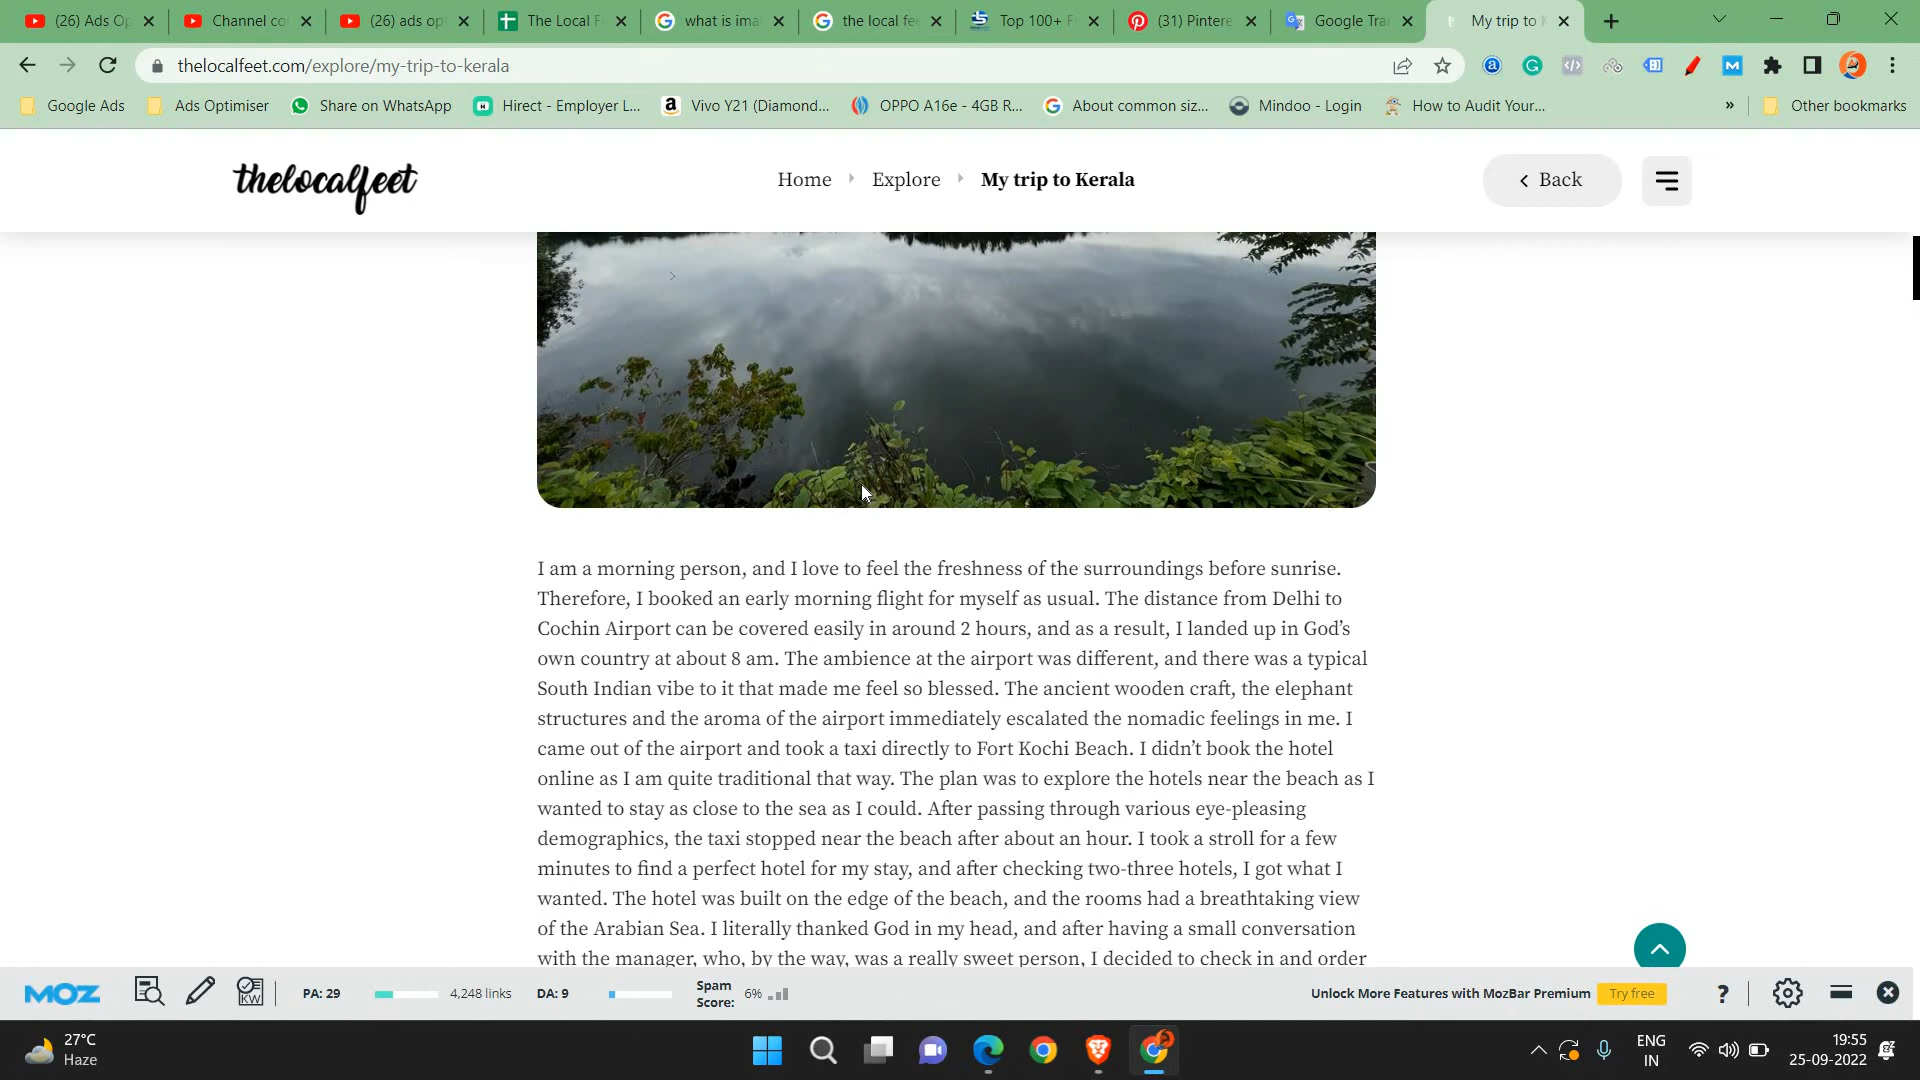 (26) Ads Op
Channel co
(26) ads op
The Local F
what is ima
the local fee
Top 100+ F
(31) Pintere
Google Tra
My trip to K
thelocalfeet.com/explore/my-trip-to-kerala
Google Ads
Ads Optimiser
Share on WhatsApp
Hirect - Employer L...
Vivo Y21 (Diamond...
OPPO A16e - 4GB R...
About common siz...
Mindoo - Login
How to Audit Your...
»
Other bookmarks
thelocalfeet
Home
Explore
My trip to Kerala
Back
I am a morning person, and I love to feel the freshness of the surroundings before sunrise.
Therefore, I booked an early morning flight for myself as usual. The distance from Delhi to
Cochin Airport can be covered easily in around 2 hours, and as a result, I landed up in God’s
own country at about 8 am. The ambience at the airport was different, and there was a typical
South Indian vibe to it that made me feel so blessed. The ancient wooden craft, the elephant
structures and the aroma of the airport immediately escalated the nomadic feelings in me. I
came out of the airport and took a taxi directly to Fort Kochi Beach. I didn’t book the hotel
online as I am quite traditional that way. The plan was to explore the hotels near the beach as I
wanted to stay as close to the sea as I could. After passing through various eye-pleasing
demographics, the taxi stopped near the beach after about an hour. I took a stroll for a few
minutes to find a perfect hotel for my stay, and after checking two-three hotels, I got what I
wanted. The hotel was built on the edge of the beach, and the rooms had a breathtaking view
of the Arabian Sea. I literally thanked God in my head, and after having a small conversation
with the manager, who, by the way, was a really sweet person, I decided to check in and order
MOZ
KW
PA: 29
4,248 links
DA: 9
Spam
Score:
6%
Unlock More Features with MozBar Premium
Try free
?
27°C
Haze
ENG
IN
19:55
25-09-2022